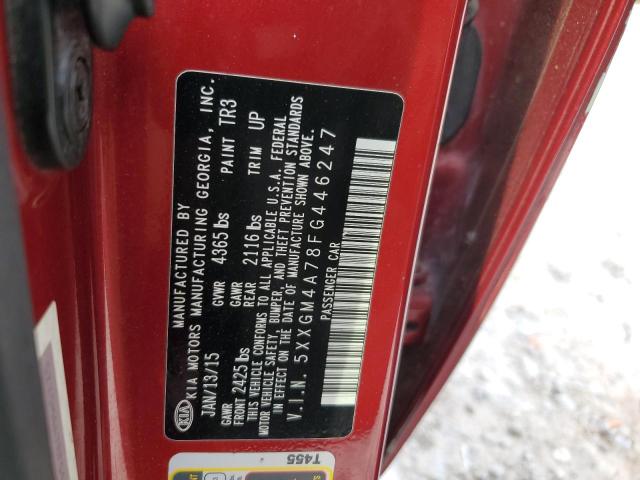 KIA
MANUFACTURED BY
KIA MOTORS MANUFACTURING GEORGIA, INC.
JAN/13/15 GVWR 4365 lbs PAINT TR3
GAWR FRONT 2425 lbs GAWR REAR 2116 lbs TRIM UP
THIS VEHICLE CONFORMS TO ALL APPLICABLE U.S.A. FEDERAL
MOTOR VEHICLE SAFETY, BUMPER, AND THEFT PREVENTION STANDARDS
IN EFFECT ON THE DATE OF MANUFACTURE SHOWN ABOVE.
V.I.N. 5XXGM4A78FG446247
PASSENGER CAR
T455